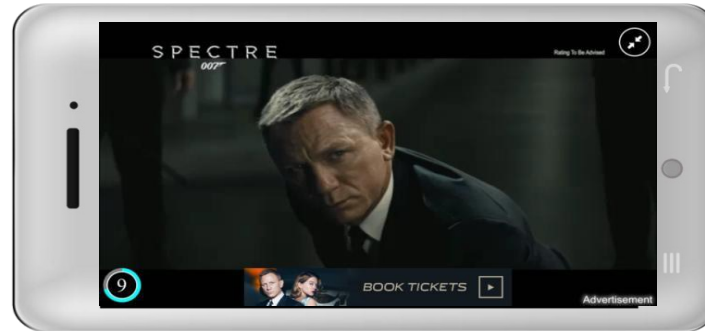 SPECTRE
007
Rating To Be Advised
9
BOOK TICKETS
Advertisement